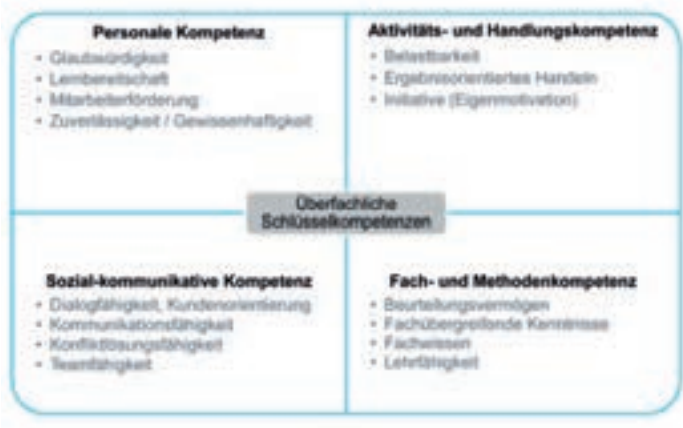 Personale Kompetenz
• Glaubwürdigkeit
• Lernbereitschaft
• Mitarbeiterförderung
• Zuverlässigkeit / Gewissenhaftigkeit
Aktivitäts- und Handlungskompetenz
• Belastbarkeit
• Ergebnisorientiertes Handeln
• Initiative (Eigenmotivation)
Überfachliche
Schlüsselkompetenzen
Sozial-kommunikative Kompetenz
• Dialogfähigkeit, Kundenorientierung
• Kommunikationsfähigkeit
• Konfliktlösungsfähigkeit
• Teamfähigkeit
Fach- und Methodenkompetenz
• Beurteilungsvermögen
• Fachübergreifende Kenntnisse
• Fachwissen
• Lehrfähigkeit